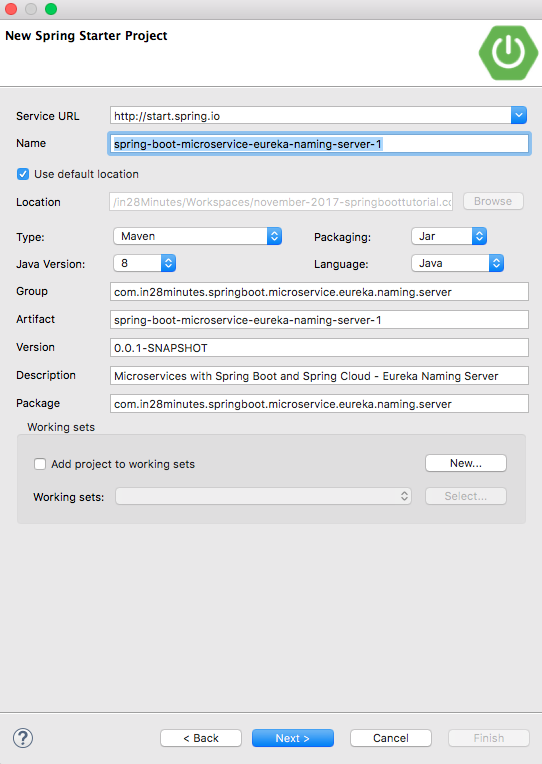 New Spring Starter Project
Service URL http://start.spring.io
Name spring-boot-microservice-eureka-naming-server-1
Use default location
Location /in28Minutes/Workspaces/november-2017-springboottutorial.cc Browse
Type: Maven Packaging: Jar
Java Version: 8 Language: Java
Group com.in28minutes.springboot.microservice.eureka.naming.server
Artifact spring-boot-microservice-eureka-naming-server-1
Version 0.0.1-SNAPSHOT
Description Microservices with Spring Boot and Spring Cloud - Eureka Naming Server
Package com.in28minutes.springboot.microservice.eureka.naming.server
Working sets
Add project to working sets New...
Working sets: Select...
? < Back Next > Cancel Finish